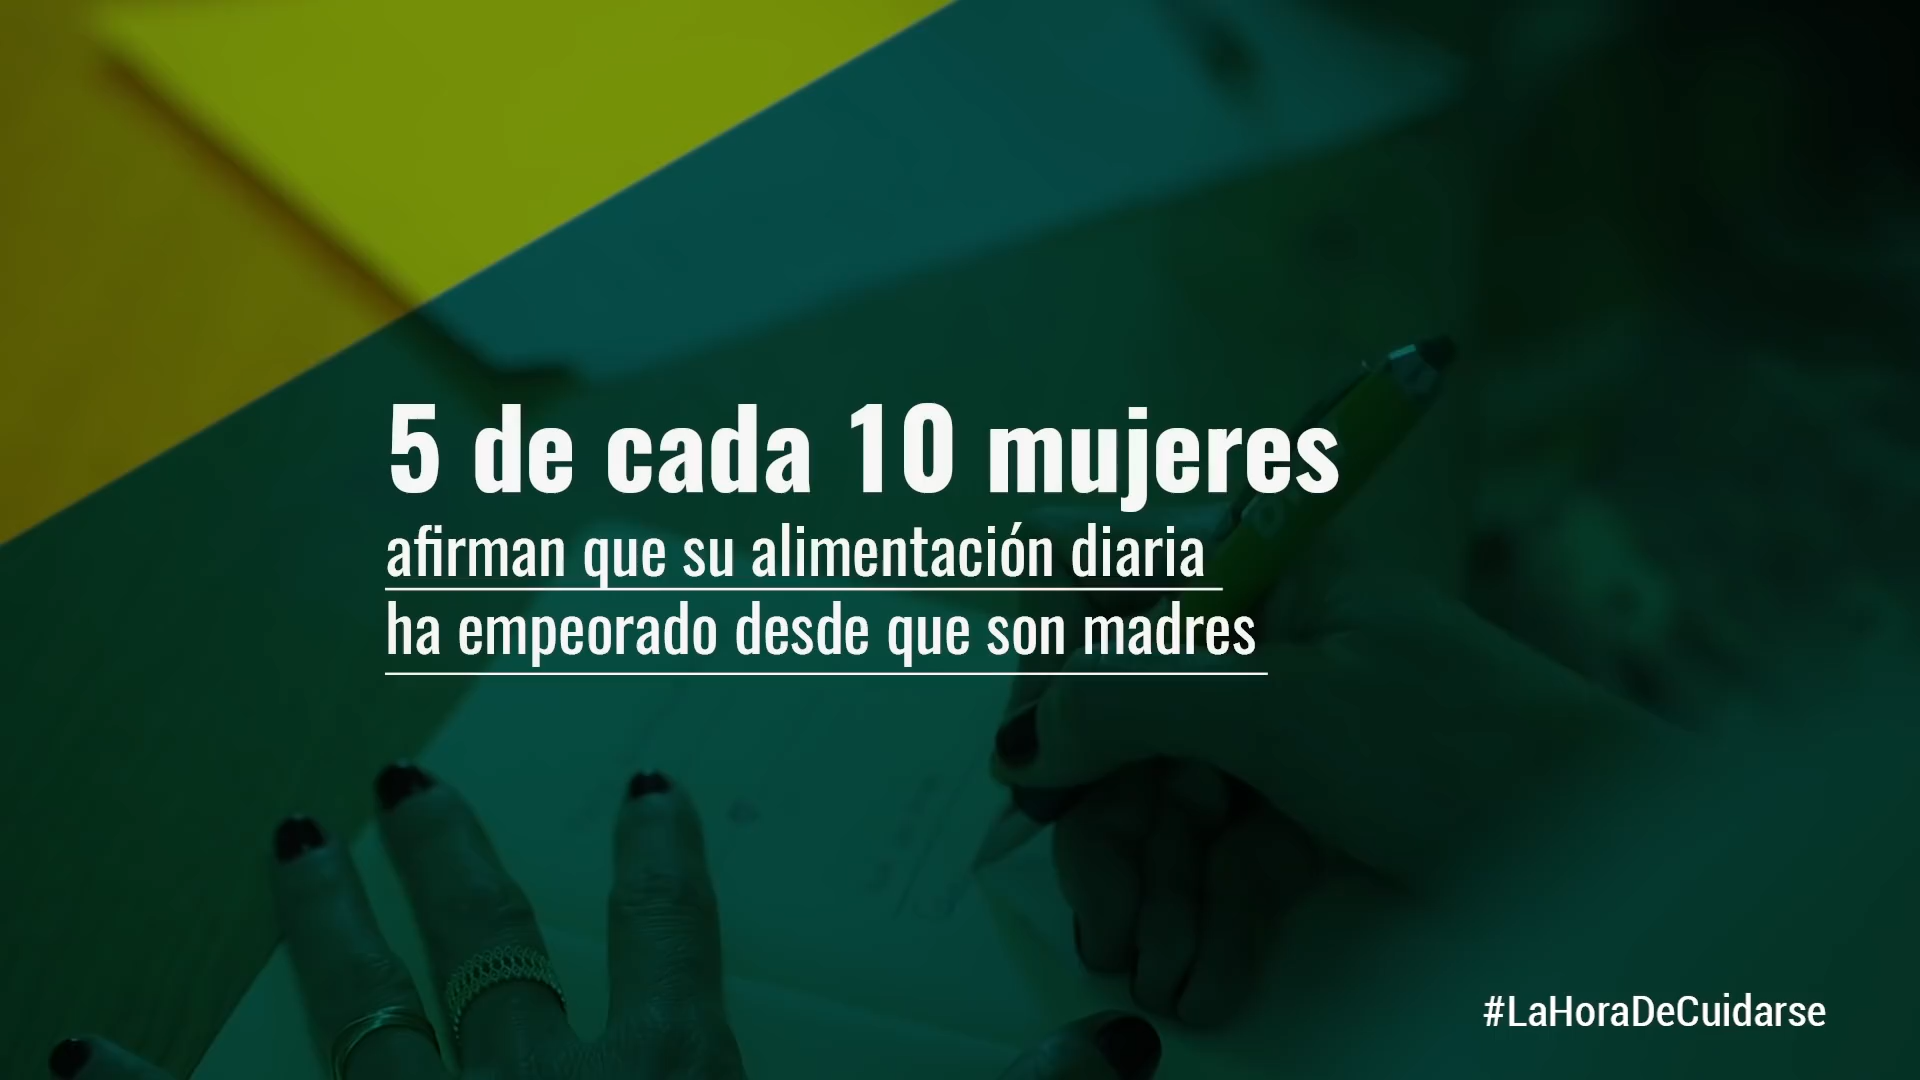 5 de cada 10 mujeres
afirman que su alimentación diaria
ha empeorado desde que son madres
#LaHoraDeCuidarse